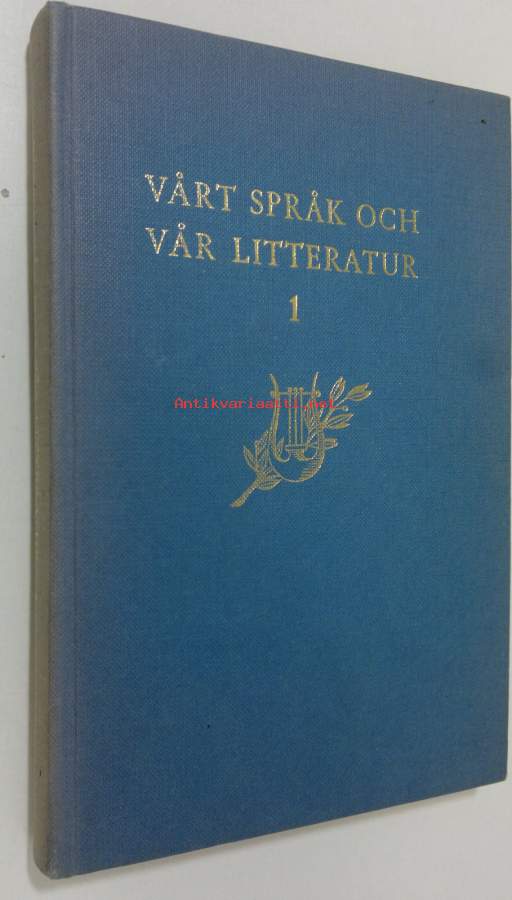 VÅRT SPRÅK OCH
VÅR LITTERATUR
1
Antikvariaatti.net